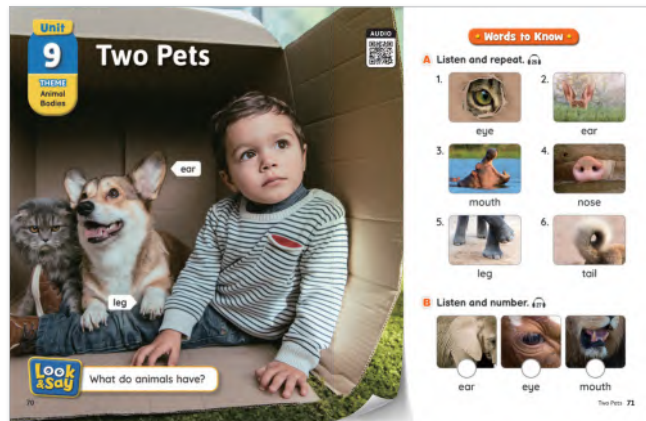 Unit
9
Two Pets
THEME
Animal
Bodies
AUDIO
ear
leg
Look
&Say
What do animals have?
70
Words to Know
A Listen and repeat.
1.
2.
eye
ear
3.
4.
mouth
nose
5.
6.
leg
tail
B Listen and number.
ear
eye
mouth
Two Pets 71